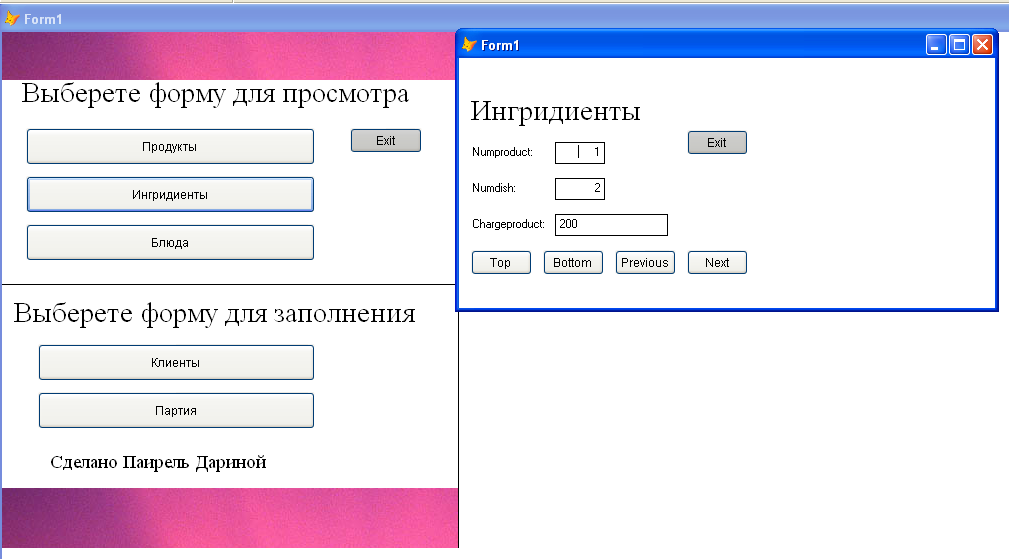 Form1
Выберете форму для просмотра
Продукты
Exit
Ингридиенты
Блюда
Выберете форму для заполнения
Клиенты
Партия
Сделано Паирель Дариной
Form1
Ингридиенты
Exit
Numproduct: 1
Numdish: 2
Chargeproduct: 200
Top Bottom Previous Next